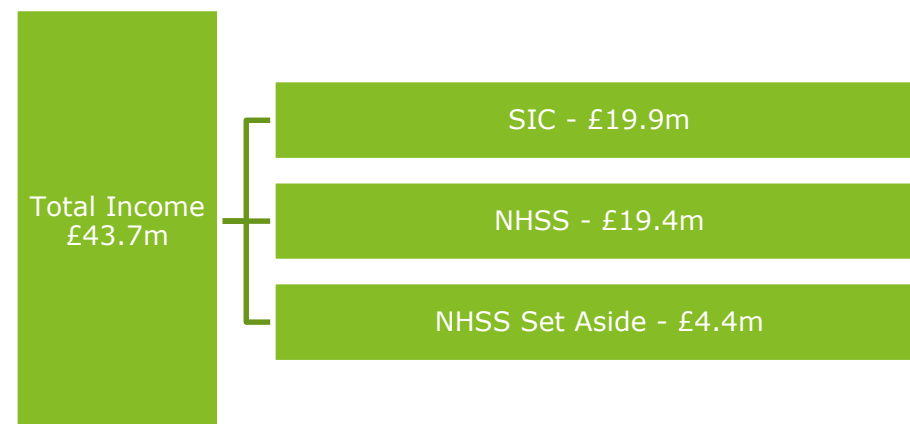 Total Income
£43.7m
SIC - £19.9m
NHSS - £19.4m
NHSS Set Aside - £4.4m